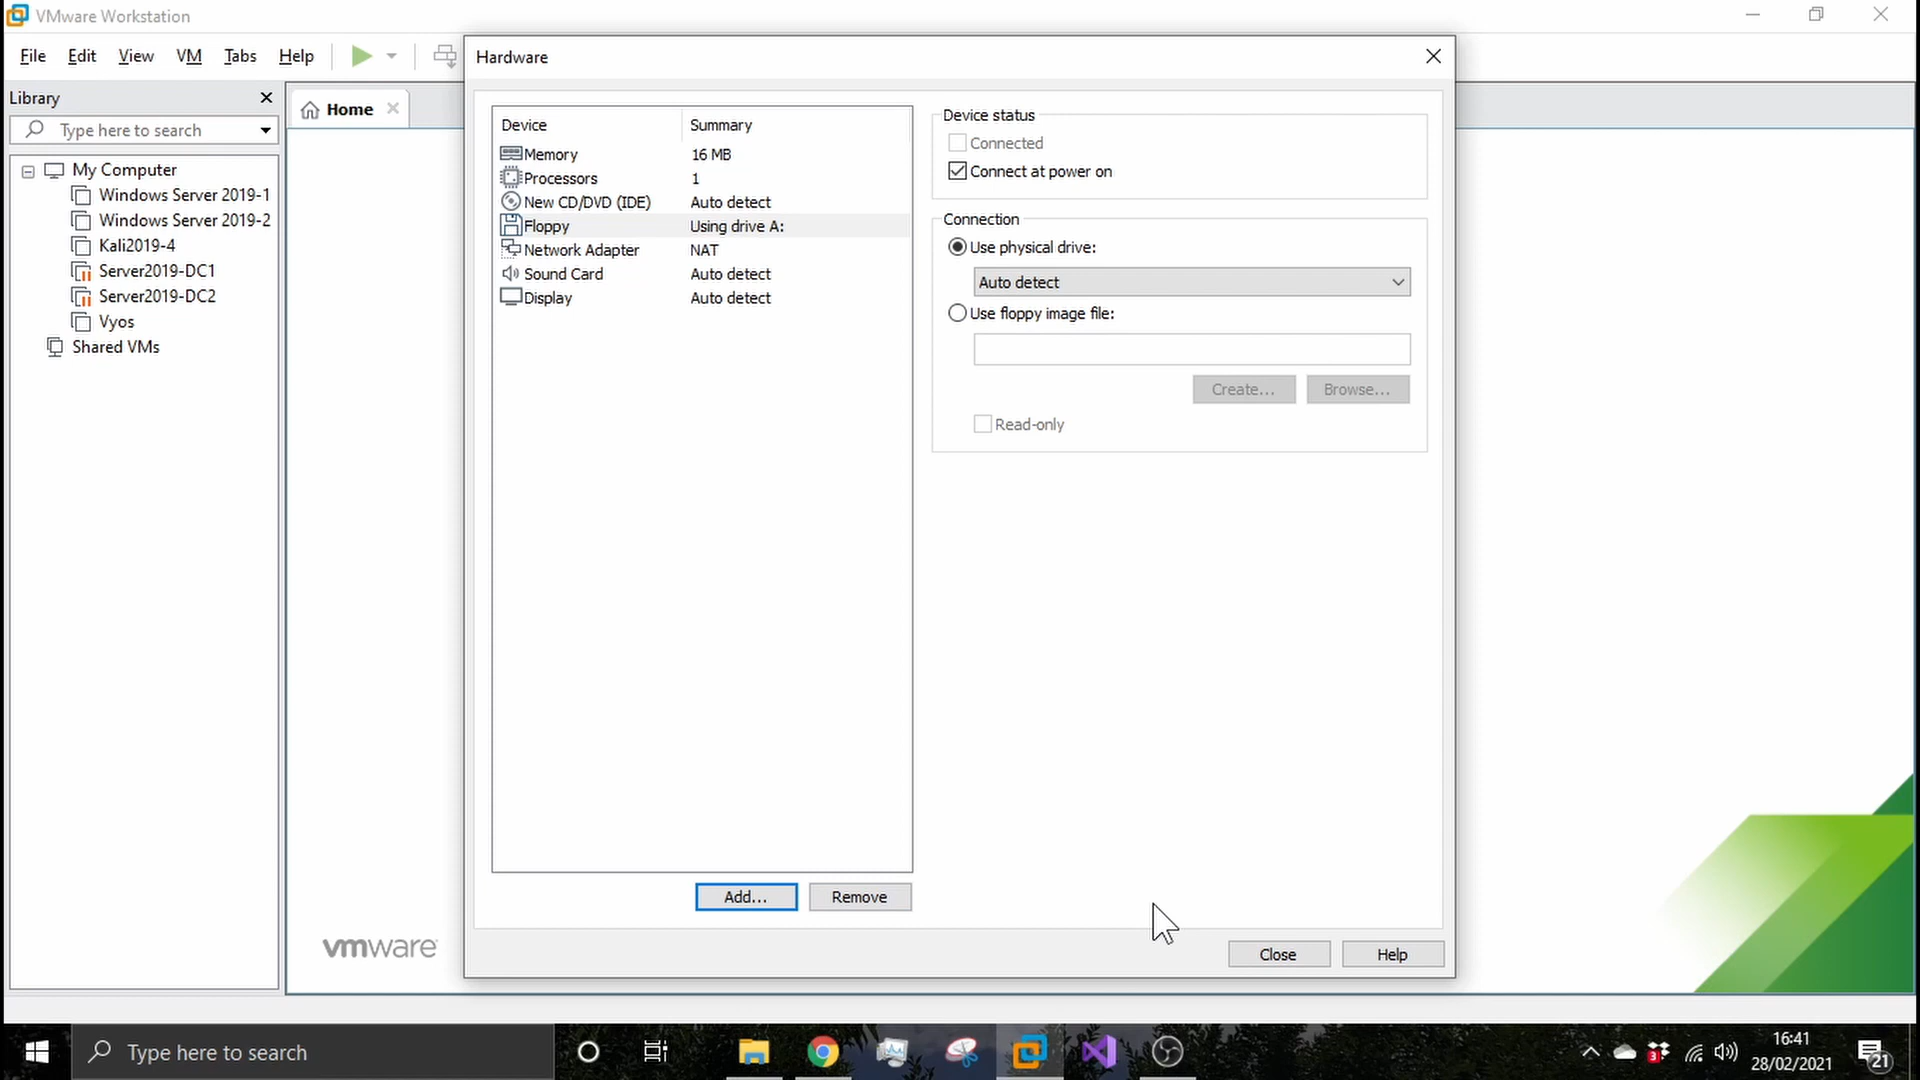 VMware Workstation
File Edit View VM Tabs Help
Library
Type here to search
My Computer
Windows Server 2019-1
Windows Server 2019-2
Kali2019-4
Server2019-DC1
Server2019-DC2
Vyos
Shared VMs
Home
vmware
Hardware
Device Summary
Memory 16 MB
Processors 1
New CD/DVD (IDE) Auto detect
Floppy Using drive A:
Network Adapter NAT
Sound Card Auto detect
Display Auto detect
Add... Remove
Device status
Connected
Connect at power on
Connection
Use physical drive:
Auto detect
Use floppy image file:
Create... Browse...
Read-only
Close Help
Type here to search
3
16:41
28/02/2021
21